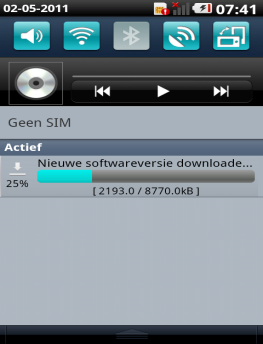 02-05-2011 07:41
Geen SIM
Actief
Nieuwe softwareversie downloade...
25%
[ 2193.0 / 8770.0kB ]